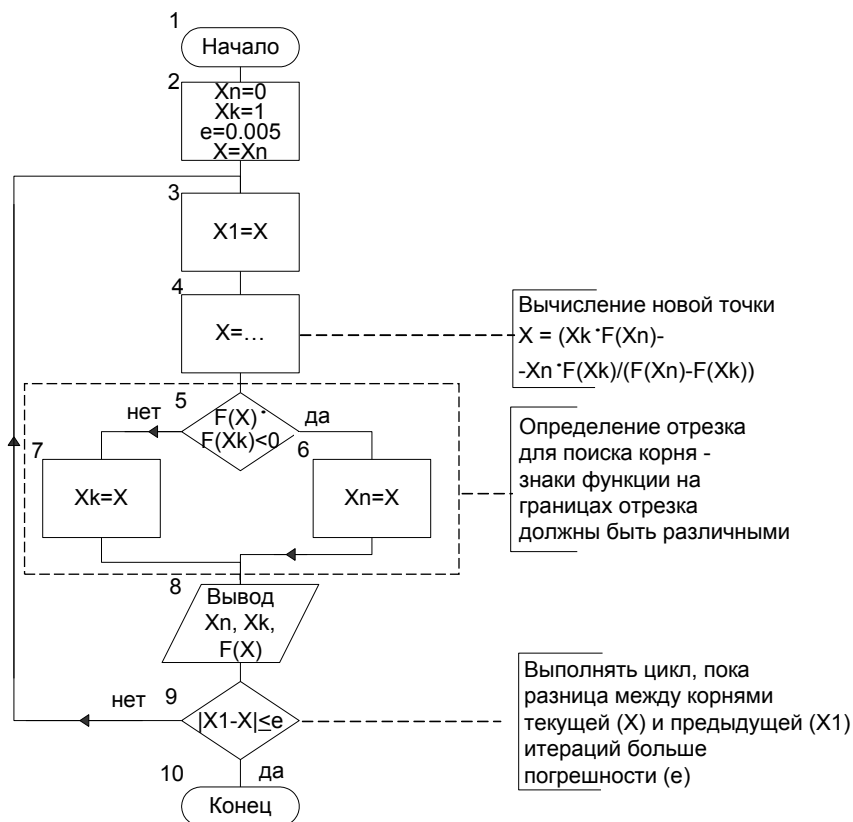 1
Начало
2
Xn=0
Xk=1
e=0.005
X=Xn
3
X1=X
4
X=...
Вычисление новой точки
X = (Xk·F(Xn)-
-Xn·F(Xk)/(F(Xn)-F(Xk))
5
нет
F(X)·
F(Xk)<0
да
6
7
Xk=X
Xn=X
Определение отрезка
для поиска корня -
знаки функции на
границах отрезка
должны быть различными
8
Вывод
Xn, Xk,
F(X)
9
нет
|X1-X|≤e
да
Выполнять цикл, пока
разница между корнями
текущей (X) и предыдущей (X1)
итераций больше
погрешности (e)
10
Конец